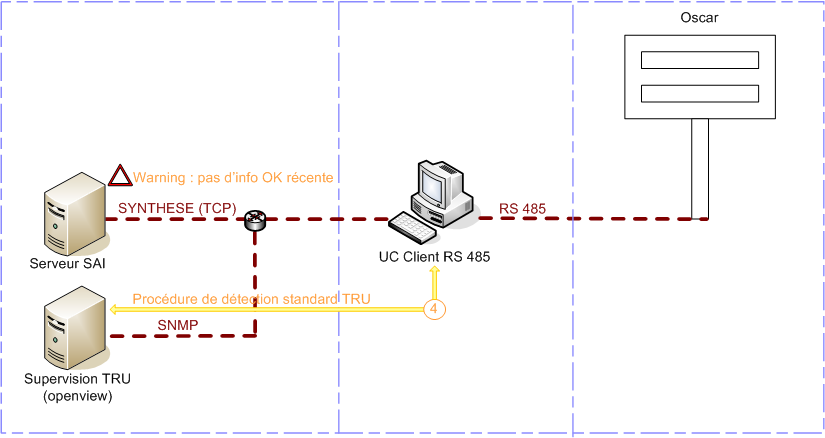 Oscar
Warning : pas d'info OK récente
SYNTHESE (TCP)
RS 485
Serveur SAI
UC Client RS 485
Procédure de détection standard TRU
4
SNMP
Supervision TRU
(openview)